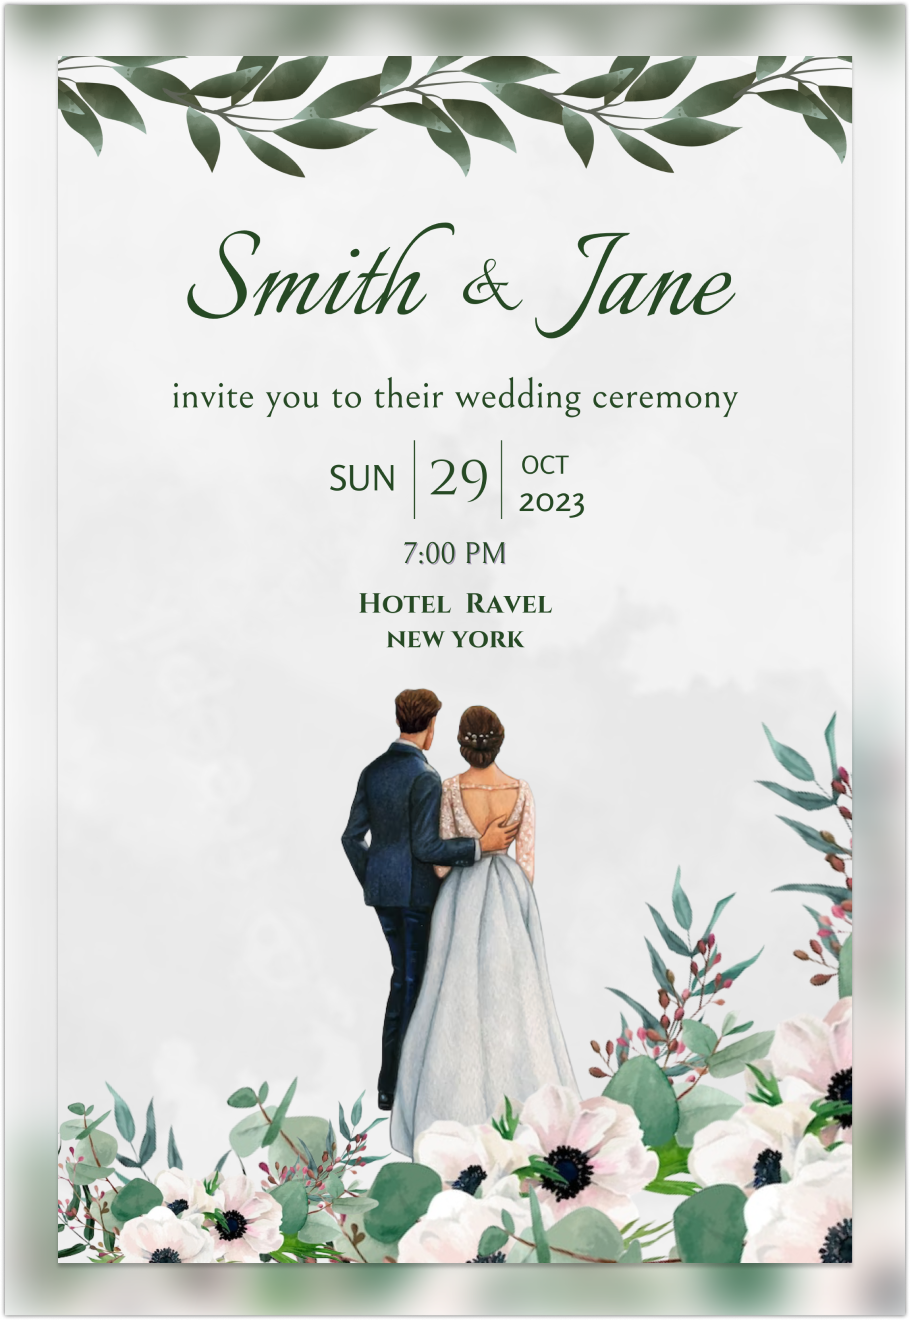 Smith & Jane
invite you to their wedding ceremony
SUN 29 OCT 2023
7:00 PM
Hotel Ravel
NEW YORK